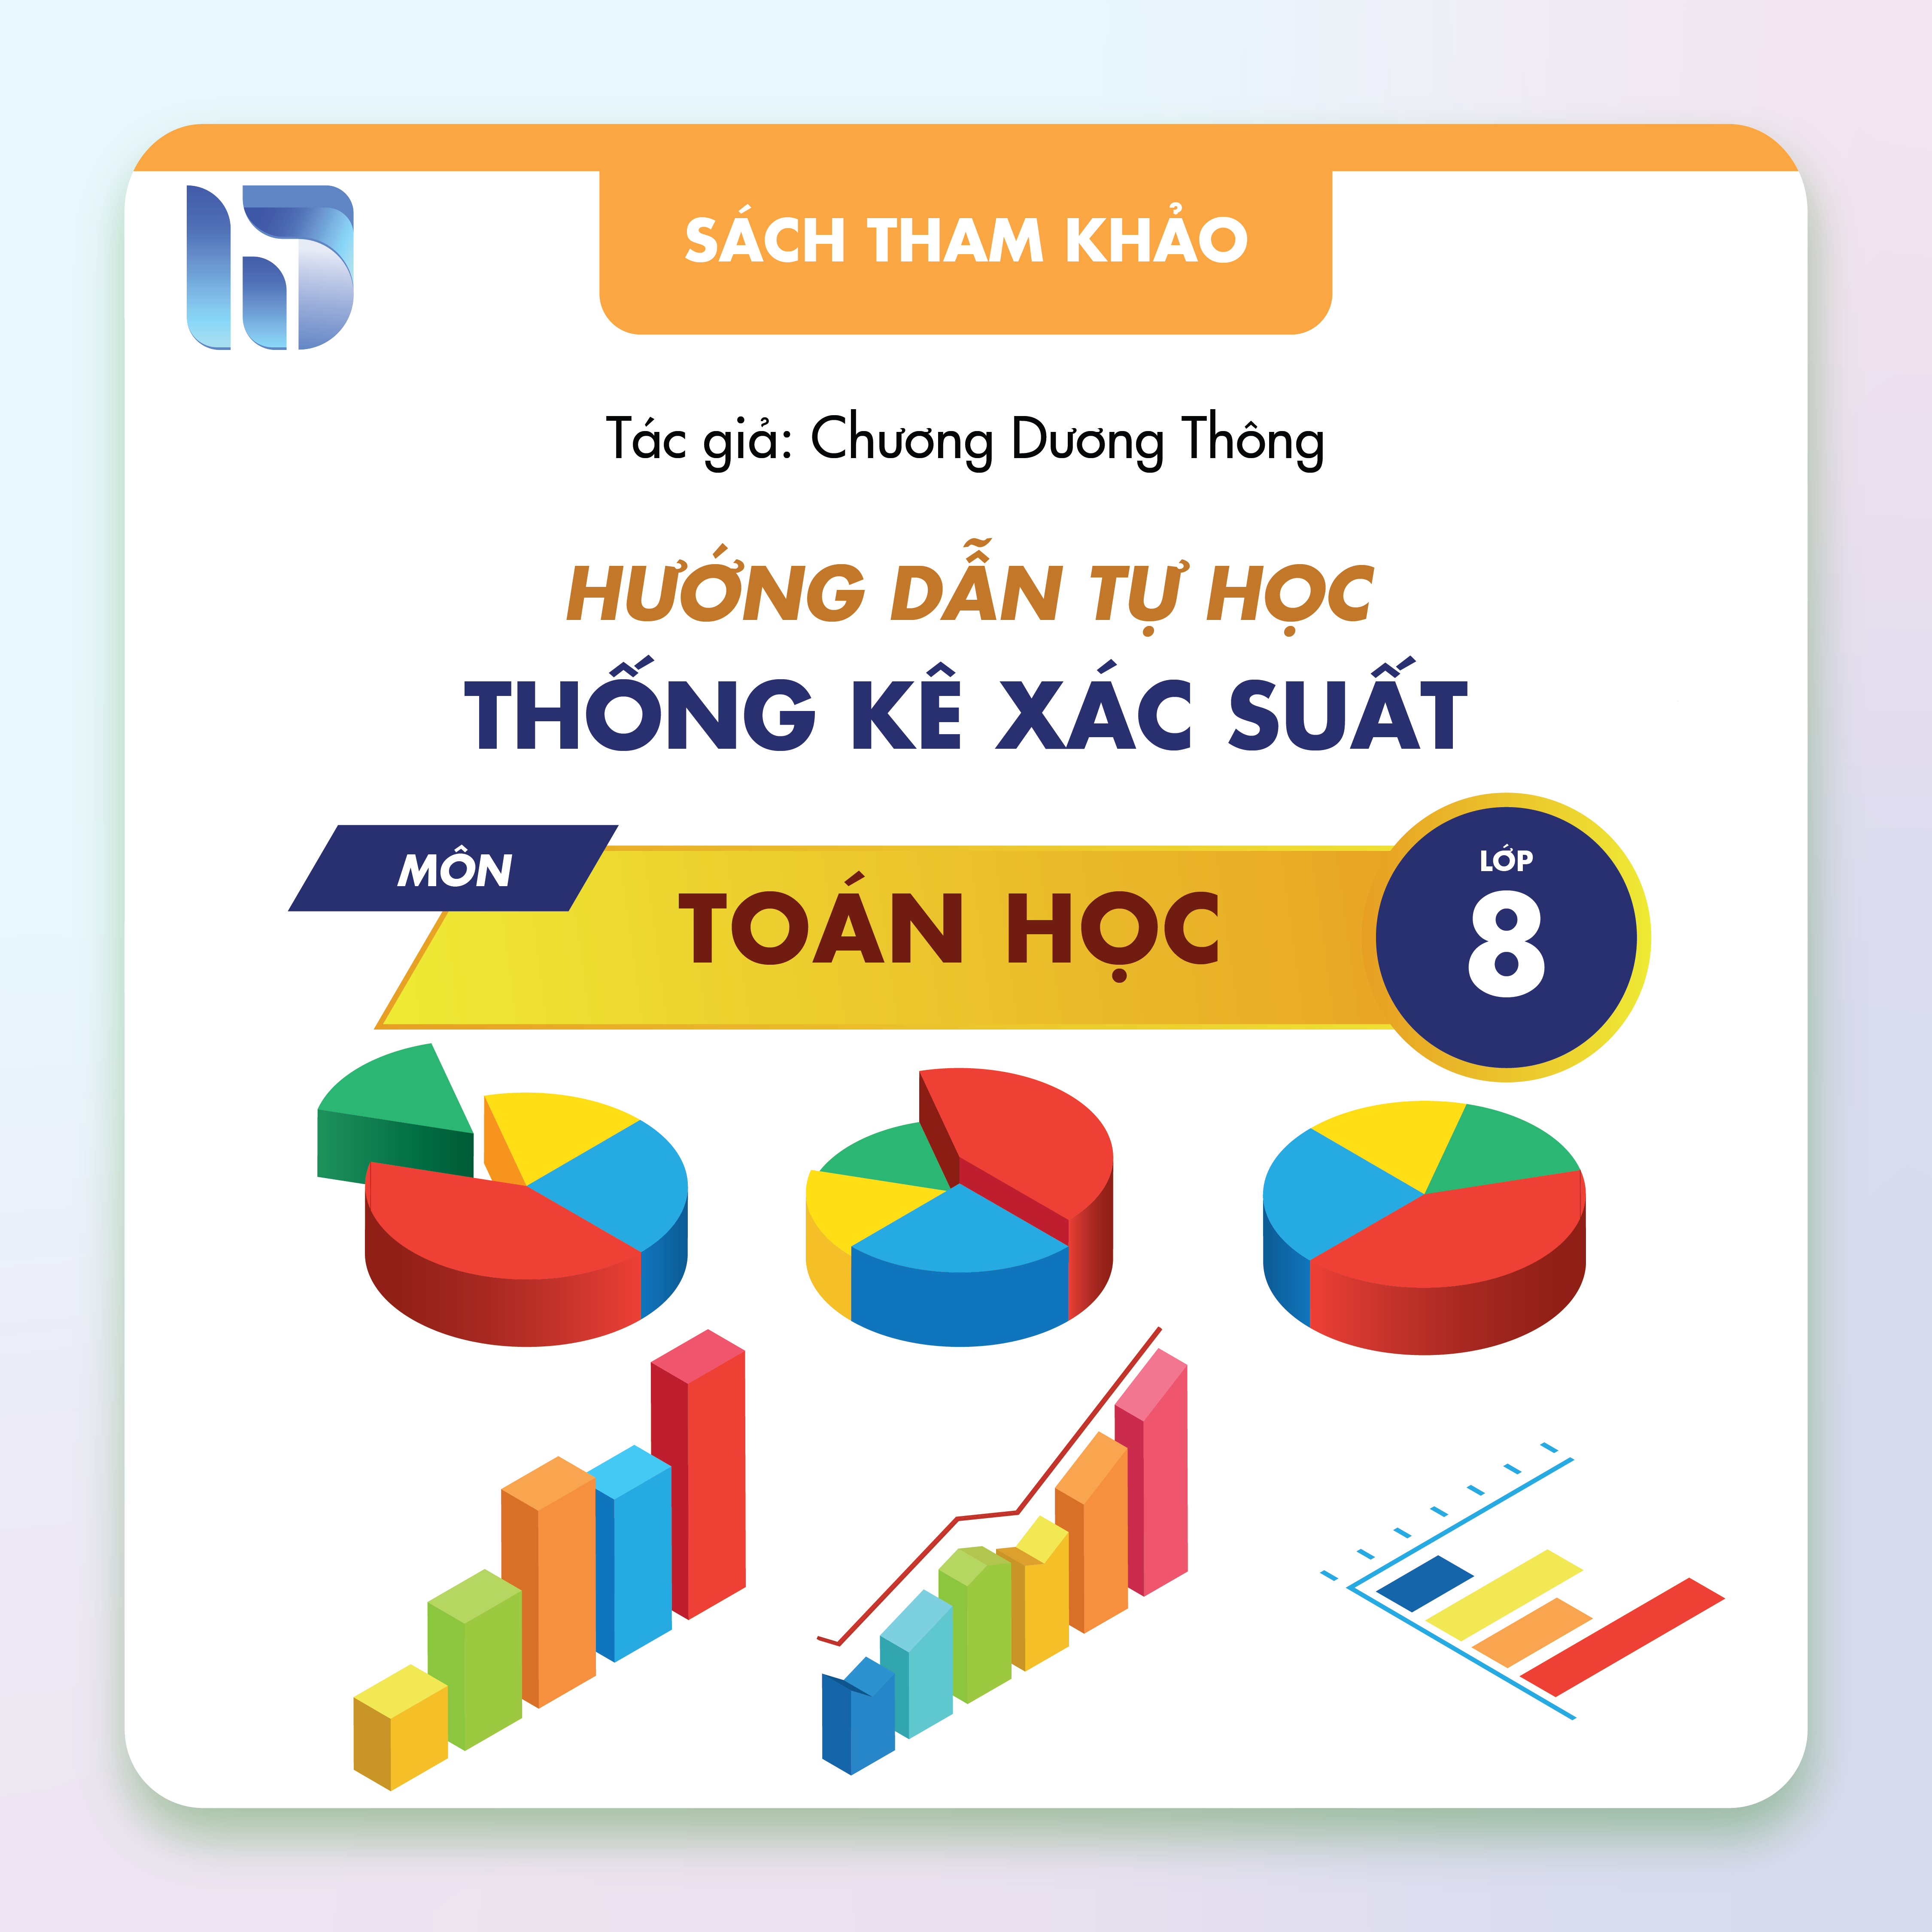 SÁCH THAM KHẢO
Tác giả: Chương Dương Thông
HƯỚNG DẪN TỰ HỌC
THỐNG KÊ XÁC SUẤT
MÔN
TOÁN HỌC
LỚP
8